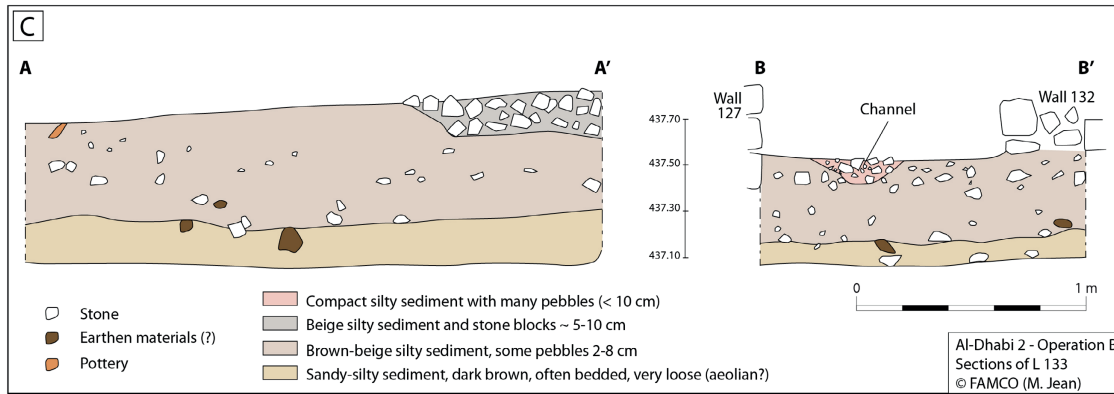 C
A A' B B'
Wall 127
Channel
Wall 132
437.70
437.50
437.30
437.10
0 1 m
Stone
Earthen materials (?)
Pottery
Compact silty sediment with many pebbles (< 10 cm)
Beige silty sediment and stone blocks ~ 5-10 cm
Brown-beige silty sediment, some pebbles 2-8 cm
Sandy-silty sediment, dark brown, often bedded, very loose (aeolian?)
Al-Dhabi 2 - Operation E
Sections of L 133
© FAMCO (M. Jean)